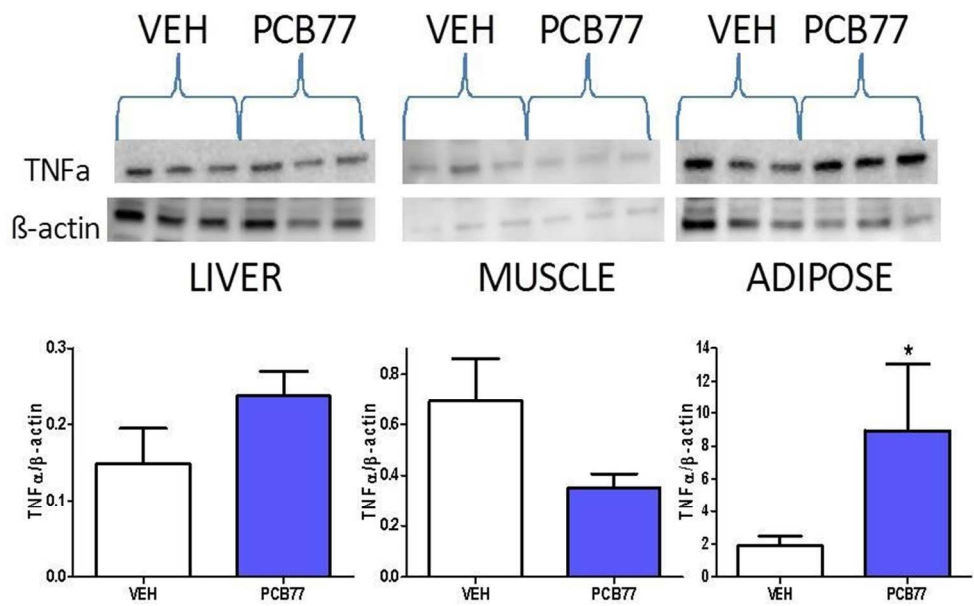 VEH PCB77 VEH PCB77 VEH PCB77
TNFa
ß-actin
LIVER MUSCLE ADIPOSE
TNFα/β-actin
0.3
0.2
0.1
0.0
VEH PCB77
TNFα/β-actin
0.8
0.6
0.4
0.2
0.0
VEH PCB77
TNFα/β-actin
14
12
10
8
6
4
2
0
*
VEH PCB77